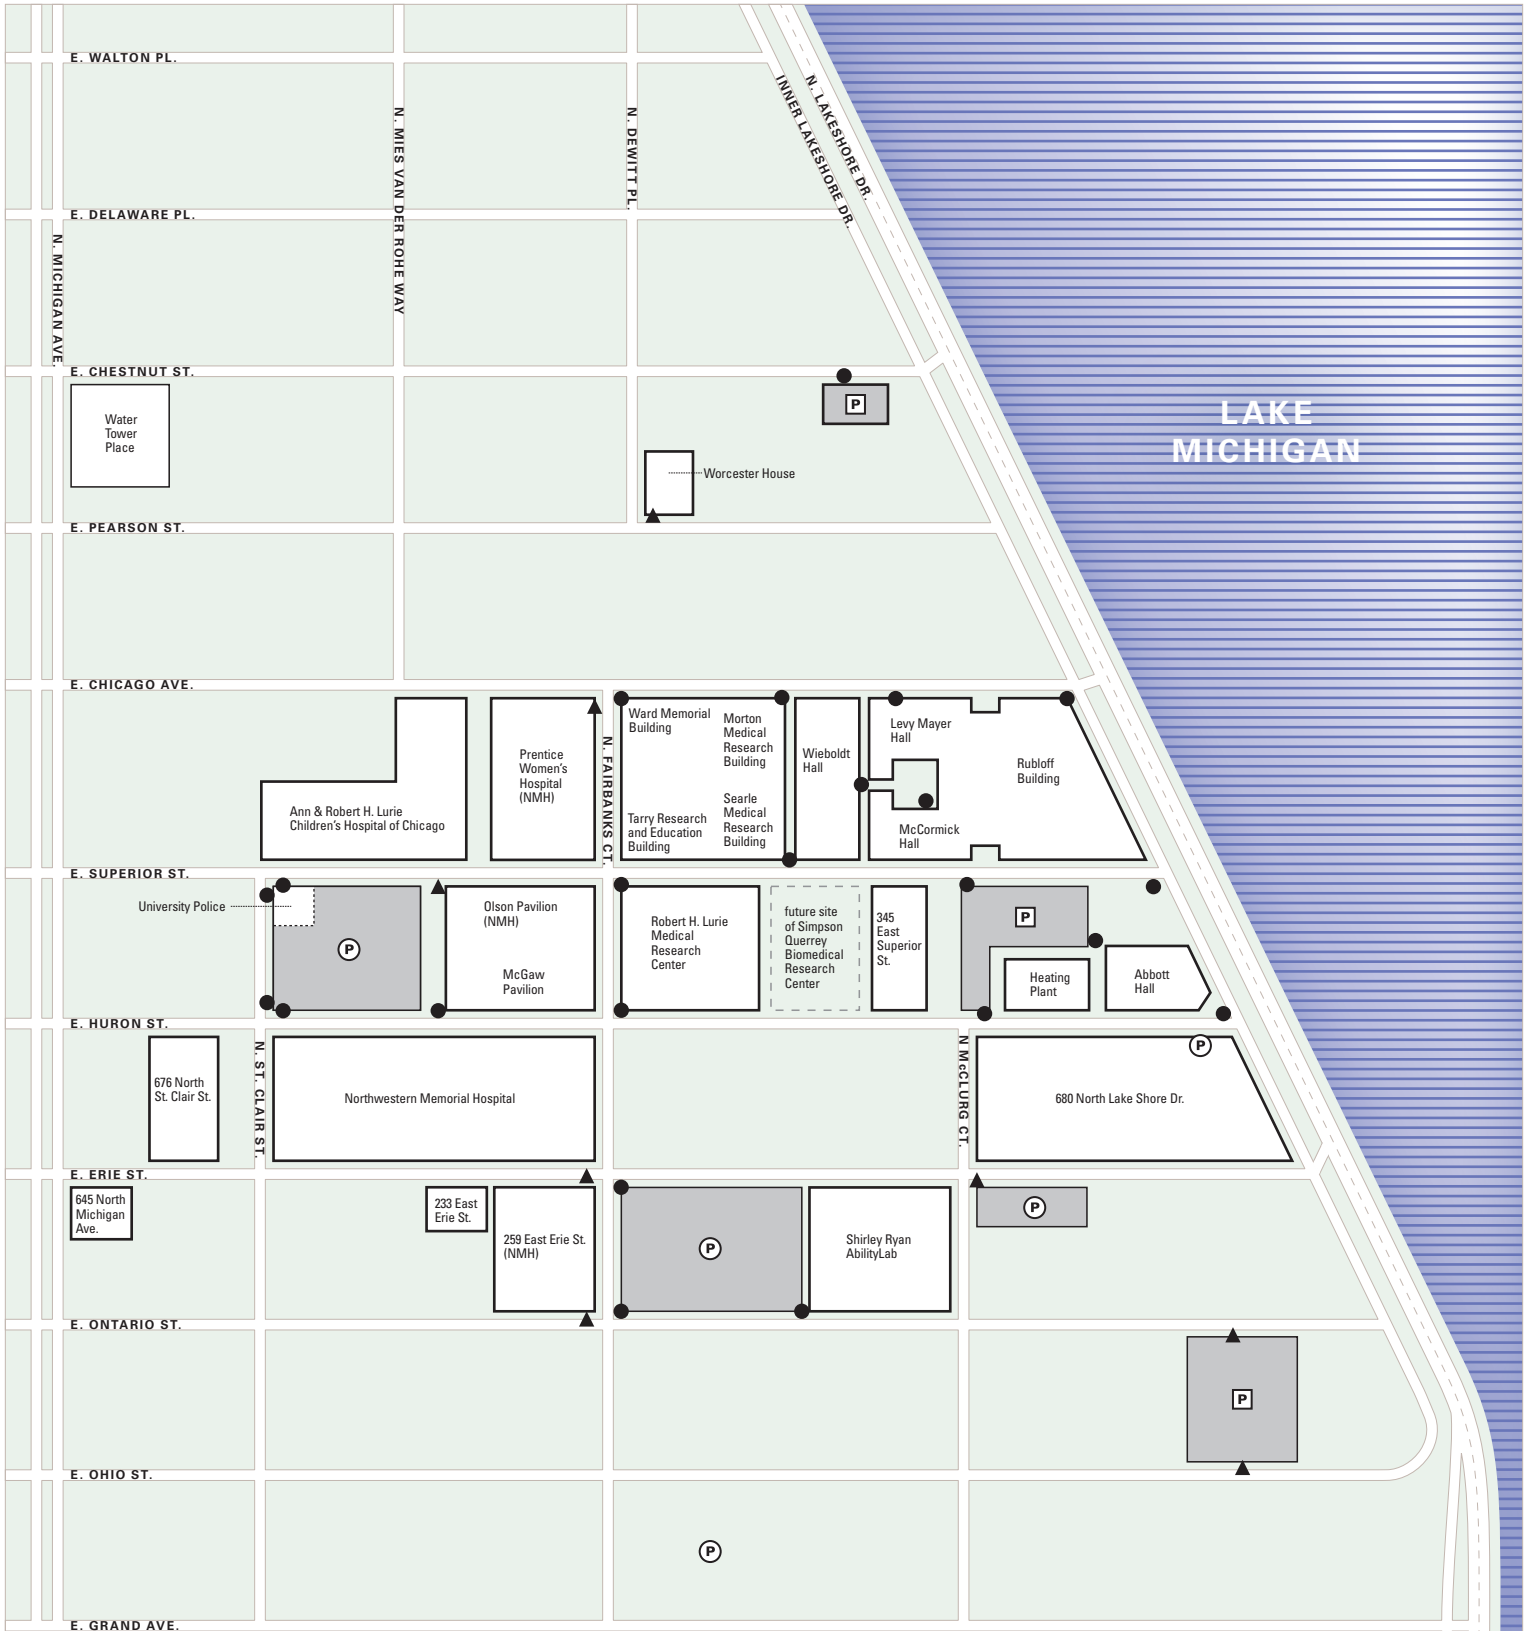 E. WALTON PL.
N. LAKESHORE DR.
INNER LAKESHORE DR.
N. MIES VAN DER ROHE WAY
N. DEWITT PL.
E. DELAWARE PL.
N. MICHIGAN AVE.
E. CHESTNUT ST.
Water
Tower
Place
P
LAKE
MICHIGAN
Worcester House
E. PEARSON ST.
E. CHICAGO AVE.
Ann & Robert H. Lurie
Children's Hospital of Chicago
Prentice
Women's
Hospital
(NMH)
N. FAIRBANKS CT.
Ward Memorial
Building
Morton
Medical
Research
Building
Tarry Research
and Education
Building
Searle
Medical
Research
Building
Wieboldt
Hall
Levy Mayer
Hall
McCormick
Hall
Rubloff
Building
E. SUPERIOR ST.
University Police
P
Olson Pavilion
(NMH)
McGaw
Pavilion
Robert H. Lurie
Medical
Research
Center
future site
of Simpson
Querrey
Biomedical
Research
Center
345
East
Superior
St.
P
Heating
Plant
Abbott
Hall
E. HURON ST.
676 North
St. Clair St.
N. ST. CLAIR ST.
Northwestern Memorial Hospital
N McCLURG CT.
P
680 North Lake Shore Dr.
E. ERIE ST.
645 North
Michigan
Ave.
233 East
Erie St.
259 East Erie St.
(NMH)
P
Shirley Ryan
AbilityLab
P
E. ONTARIO ST.
P
E. OHIO ST.
P
E. GRAND AVE.